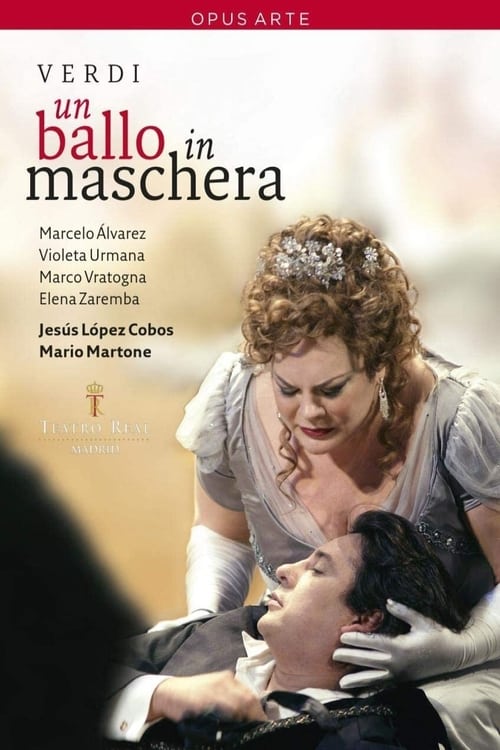 OPUS ARTE
VERDI
un
ballo in
maschera
Marcelo Álvarez
Violeta Urmana
Marco Vratogna
Elena Zaremba
Jesús López Cobos
Mario Martone
TR
TEATRO REAL
MADRID